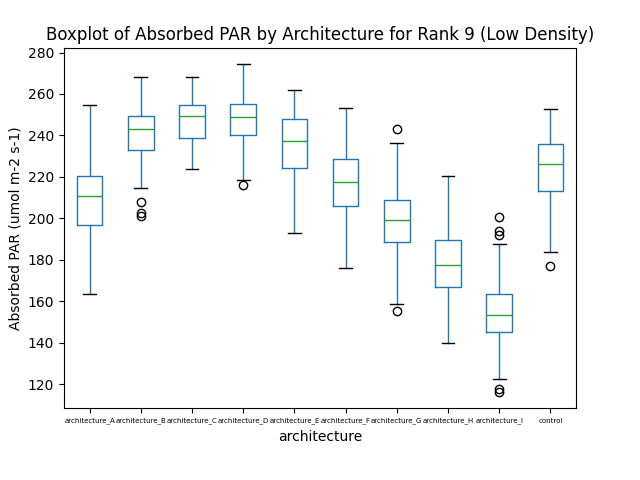 Boxplot of Absorbed PAR by Architecture for Rank 9 (Low Density)
Absorbed PAR (umol m-2 s-1)
280
260
240
220
200
180
160
140
120
architecture_A architecture_B architecture_C architecture_D architecture_E architecture_F architecture_G architecture_H architecture_I control
architecture